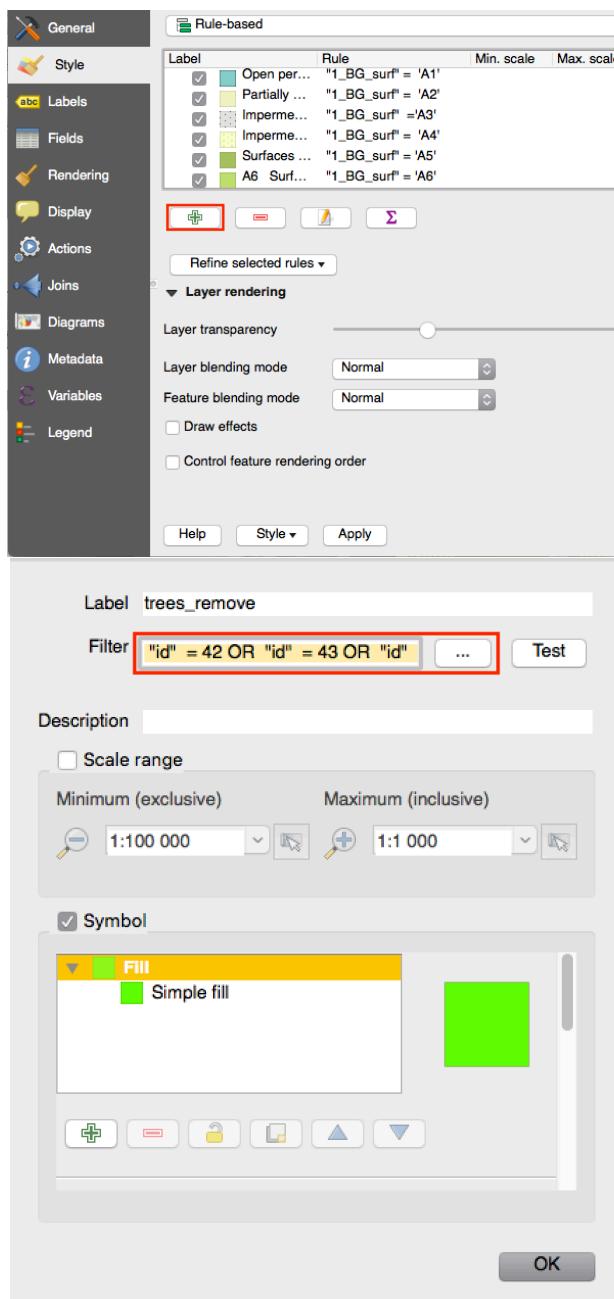 General
Style
Labels
Fields
Rendering
Display
Actions
Joins
Diagrams
Metadata
Variables
Legend
Rule-based
Label Rule Min. scale Max. scal
Open per... "1_BG_surf" = 'A1'
Partially ... "1_BG_surf" = 'A2'
Imperme... "1_BG_surf" ='A3'
Imperme... "1_BG_surf" = 'A4'
Surfaces ... "1_BG_surf" = 'A5'
A6 Surf... "1_BG_surf" = 'A6'
Refine selected rules
Layer rendering
Layer transparency
Layer blending mode Normal
Feature blending mode Normal
Draw effects
Control feature rendering order
Help Style Apply
Label trees_remove
Filter "id" = 42 OR "id" = 43 OR "id" ... Test
Description
Scale range
Minimum (exclusive) Maximum (inclusive)
1:100 000 1:1 000
Symbol
Fill
Simple fill
OK